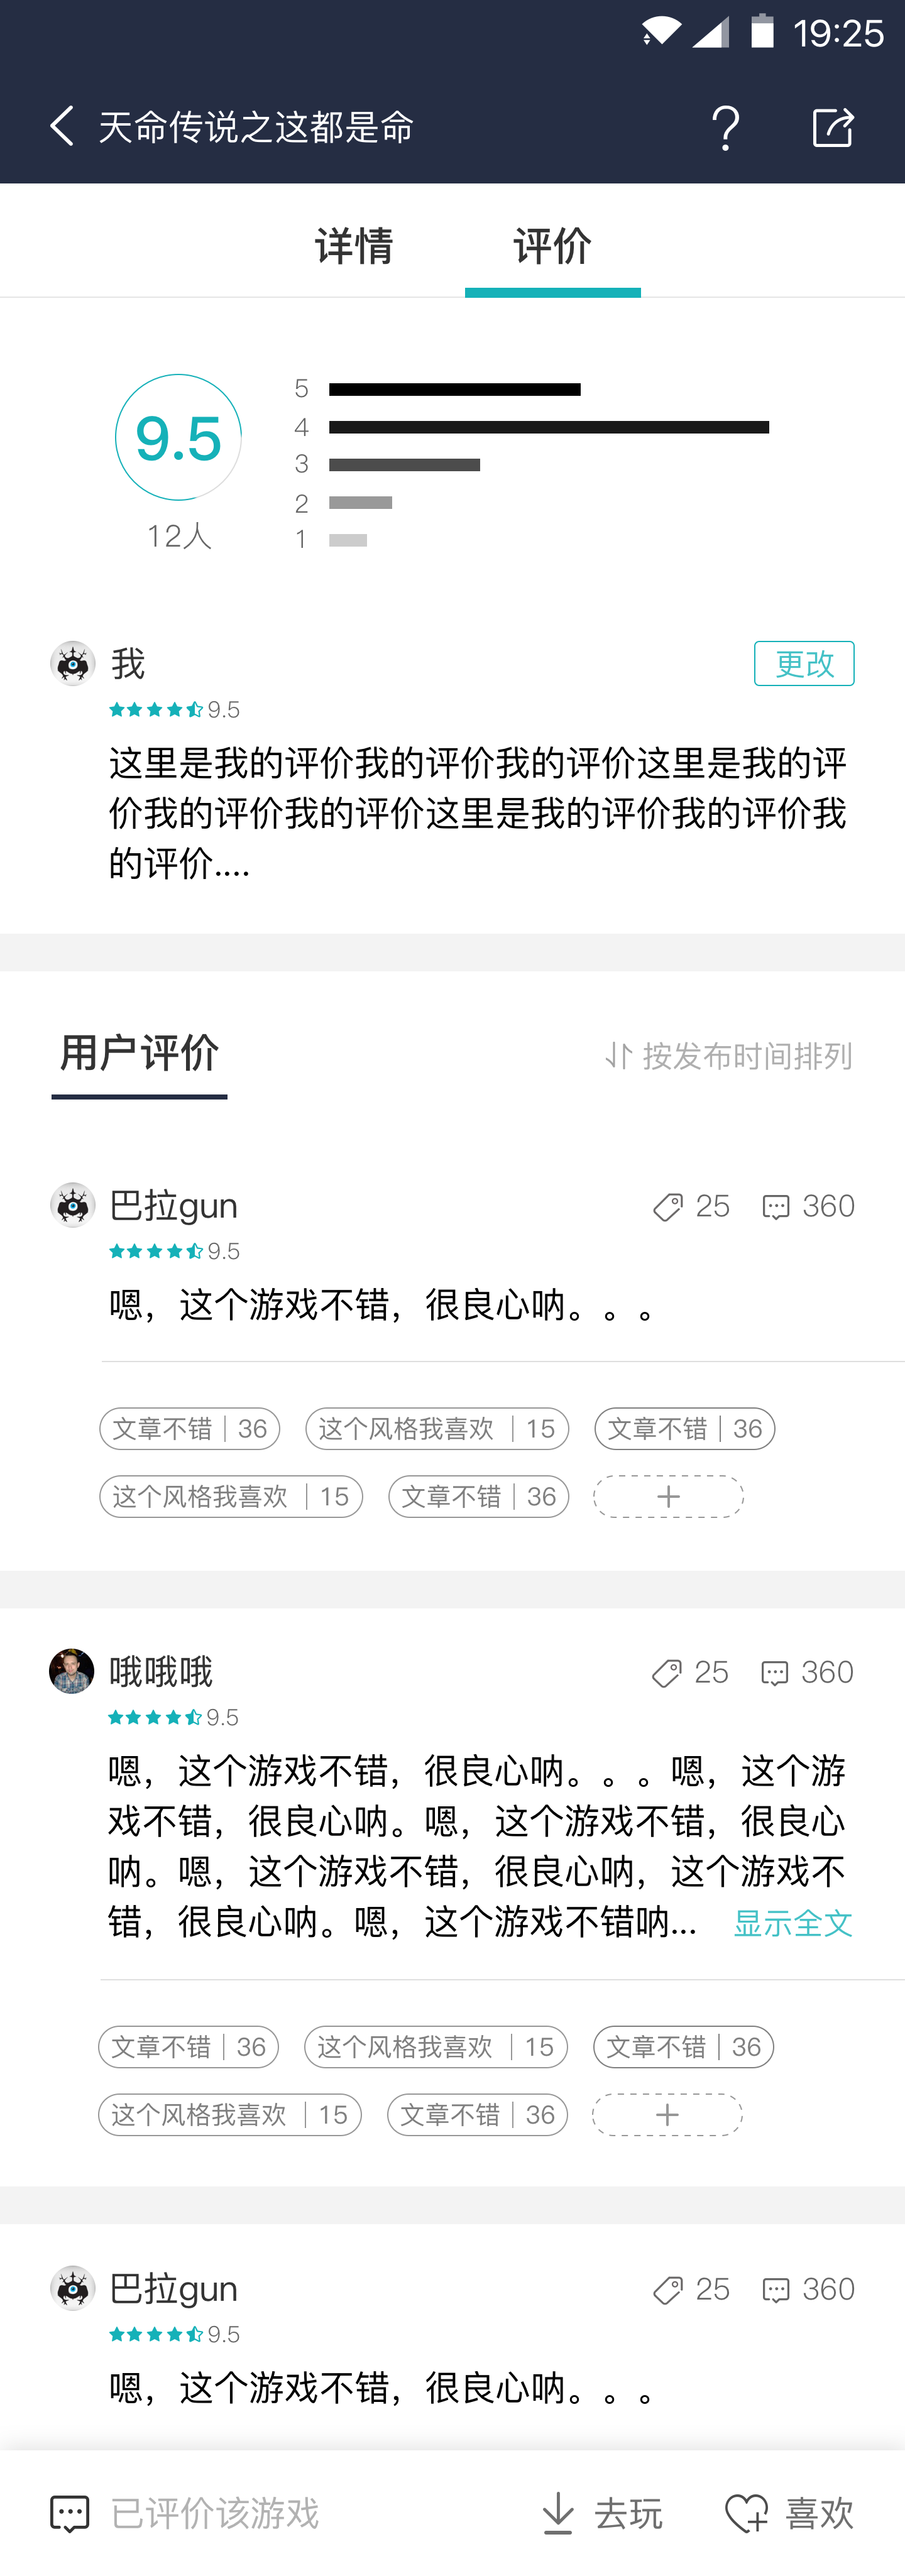 19:25
天命传说之这都是命
详情 评价
5
4
9.5
3
2
12人
1
我 更改
9.5
这里是我的评价我的评价我的评价这里是我的评
价我的评价我的评价这里是我的评价我的评价我
的评价....
用户评价 按发布时间排列
巴拉gun 25 360
9.5
嗯，这个游戏不错，很良心呐。。。
文章不错 | 36 这个风格我喜欢 | 15 文章不错 | 36
这个风格我喜欢 | 15 文章不错 | 36 +
哦哦哦 25 360
9.5
嗯，这个游戏不错，很良心呐。。。嗯，这个游
戏不错，很良心呐。嗯，这个游戏不错，很良心
呐。嗯，这个游戏不错，很良心呐，这个游戏不
错，很良心呐。嗯，这个游戏不错呐... 显示全文
文章不错 | 36 这个风格我喜欢 | 15 文章不错 | 36
这个风格我喜欢 | 15 文章不错 | 36 +
巴拉gun 25 360
9.5
嗯，这个游戏不错，很良心呐。。。
已评价该游戏 去玩 喜欢